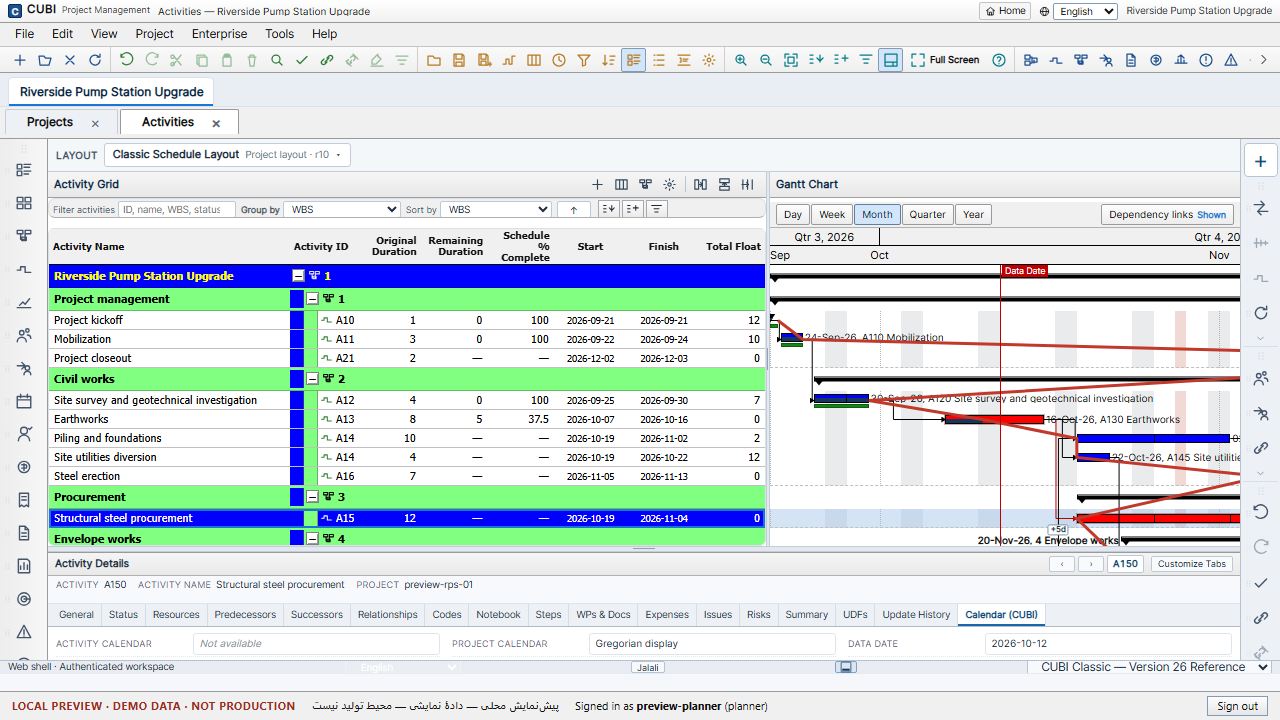 CUBI Project Management Activities — Riverside Pump Station Upgrade Home English Riverside Pump Station Upgrade
File Edit View Project Enterprise Tools Help
Full Screen
Riverside Pump Station Upgrade
Projects × Activities ×
LAYOUT Classic Schedule Layout Project layout · r10
Activity Grid
Filter activities ID, name, WBS, status Group by WBS Sort by WBS
Activity Name Activity ID Original Duration Remaining Duration Schedule % Complete Start Finish Total Float
Riverside Pump Station Upgrade 1
Project management 1
Project kickoff A10 1 0 100 2026-09-21 2026-09-21 12
Mobilization A11 3 0 100 2026-09-22 2026-09-24 10
Project closeout A21 2 — — 2026-12-02 2026-12-03 0
Civil works 2
Site survey and geotechnical investigation A12 4 0 100 2026-09-25 2026-09-30 7
Earthworks A13 8 5 37.5 2026-10-07 2026-10-16 0
Piling and foundations A14 10 — — 2026-10-19 2026-11-02 2
Site utilities diversion A14 4 — — 2026-10-19 2026-10-22 12
Steel erection A16 7 — — 2026-11-05 2026-11-13 0
Procurement 3
Structural steel procurement A15 12 — — 2026-10-19 2026-11-04 0
Envelope works 4
Gantt Chart
Day Week Month Quarter Year Dependency links Shown
Qtr 3, 2026 Qtr 4, 20
Sep Oct Nov
Data Date
24-Sep-26, A110 Mobilization
30-Sep-26, A120 Site survey and geotechnical investigation
16-Oct-26, A130 Earthworks
22-Oct-26, A145 Site utilitie
+5d
20-Nov-26, 4 Envelope works
Activity Details A150 Customize Tabs
ACTIVITY A150 ACTIVITY NAME Structural steel procurement PROJECT preview-rps-01
General Status Resources Predecessors Successors Relationships Codes Notebook Steps WPs & Docs Expenses Issues Risks Summary UDFs Update History Calendar (CUBI)
ACTIVITY CALENDAR Not available PROJECT CALENDAR Gregorian display DATA DATE 2026-10-12
Web shell · Authenticated workspace English Jalali CUBI Classic — Version 26 Reference
LOCAL PREVIEW · DEMO DATA · NOT PRODUCTION پیش‌نمایش محلی — دادهٔ نمایشی — محیط تولید نیست Signed in as preview-planner (planner) Sign out